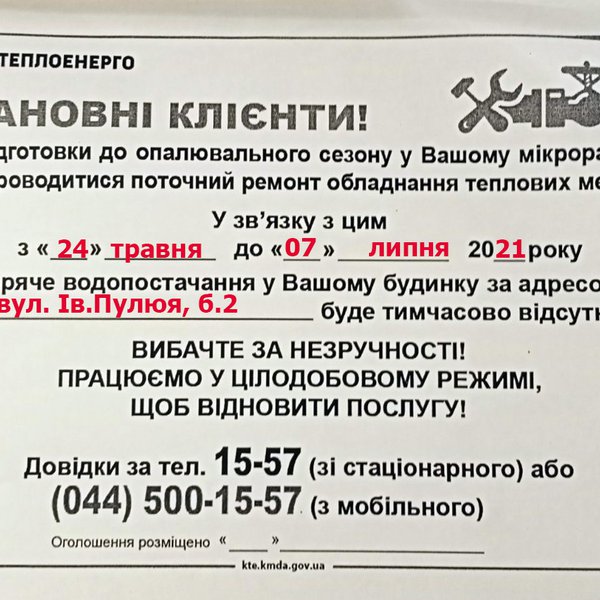 ТЕПЛОЕНЕРГО
АНОВНІ КЛІЄНТИ!
дготовки до опалювального сезону у Вашому мікрора
роводитися поточний ремонт обладнання теплових ме
У зв’язку з цим
з «24» травня до «07» липня 2021 року
ряче водопостачання у Вашому будинку за адресо
вул. Ів.Пулюя, б.2 буде тимчасово відсутн
ВИБАЧТЕ ЗА НЕЗРУЧНОСТІ!
ПРАЦЮЄМО У ЦІЛОДОБОВОМУ РЕЖИМІ,
ЩОБ ВІДНОВИТИ ПОСЛУГУ!
Довідки за тел. 15-57 (зі стаціонарного) або
(044) 500-15-57 (з мобільного)
Оголошення розміщено «____» ____________________
kte.kmda.gov.ua